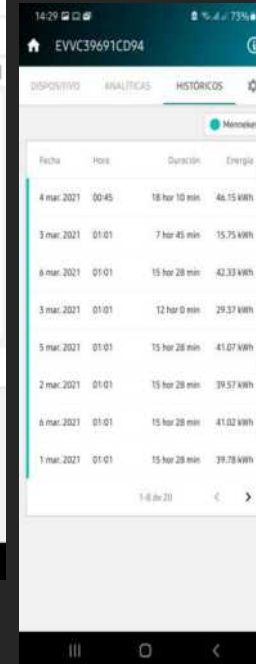 14:29 73%
EVVC39691CD94
DISPOSITIVO ANALÍTICAS HISTÓRICOS
Mennekes
Fecha Hora Duración Energía
4 mar. 2021 00:45 18 hor 10 min 46.15 kWh
3 mar. 2021 01:01 7 hor 45 min 15.75 kWh
6 mar. 2021 01:01 15 hor 28 min 42.33 kWh
3 mar. 2021 01:01 12 hor 0 min 29.37 kWh
5 mar. 2021 01:01 15 hor 28 min 41.07 kWh
2 mar. 2021 01:01 15 hor 28 min 39.57 kWh
6 mar. 2021 01:01 15 hor 28 min 41.02 kWh
1 mar. 2021 01:01 15 hor 28 min 39.78 kWh
1-8 de 20